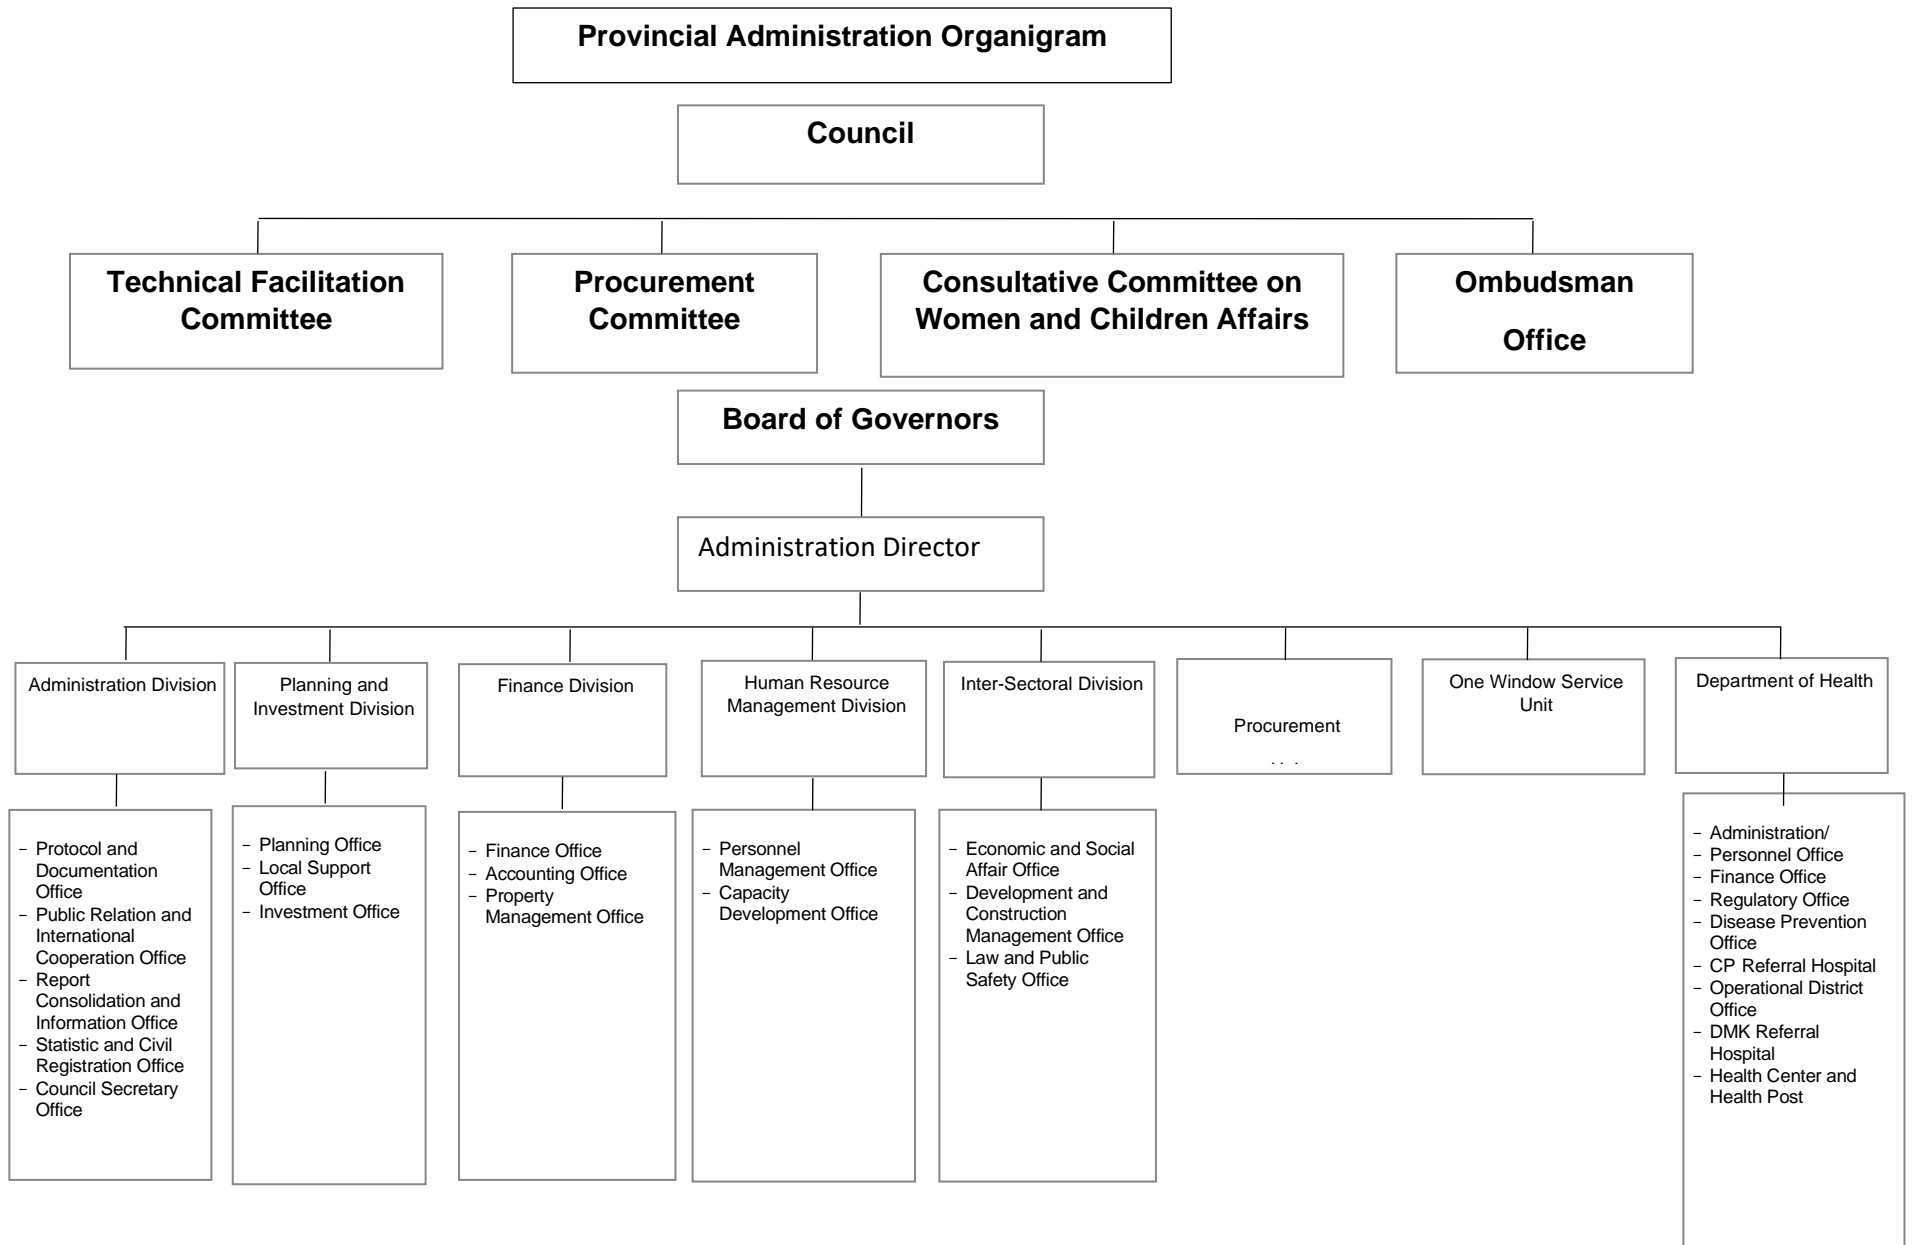 Provincial Administration Organigram
Council
Technical Facilitation
Committee
Procurement
Committee
Consultative Committee on
Women and Children Affairs
Ombudsman
Office
Board of Governors
Administration Director
Administration Division
Planning and
Investment Division
Finance Division
Human Resource
Management Division
Inter-Sectoral Division
Procurement
One Window Service
Unit
Department of Health
− Protocol and
Documentation
Office
− Public Relation and
International
Cooperation Office
− Report
Consolidation and
Information Office
− Statistic and Civil
Registration Office
− Council Secretary
Office
− Planning Office
− Local Support
Office
− Investment Office
− Finance Office
− Accounting Office
− Property
Management Office
− Personnel
Management Office
− Capacity
Development Office
− Economic and Social
Affair Office
− Development and
Construction
Management Office
− Law and Public
Safety Office
− Administration/
− Personnel Office
− Finance Office
− Regulatory Office
− Disease Prevention
Office
− CP Referral Hospital
− Operational District
Office
− DMK Referral
Hospital
− Health Center and
Health Post